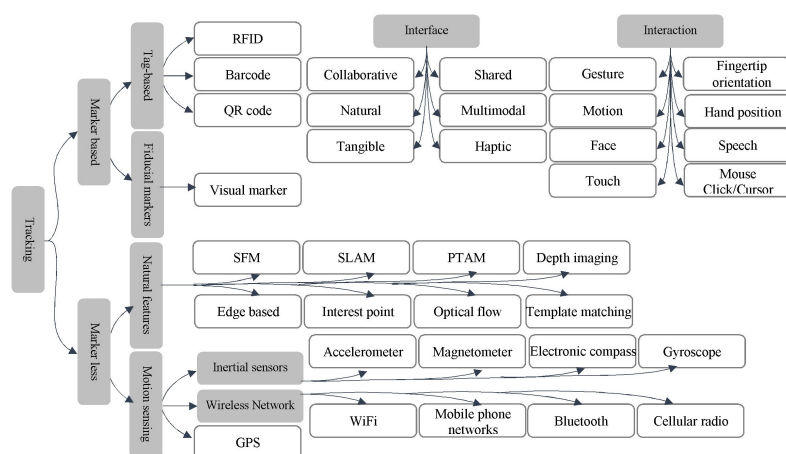 Tracking
Marker based
Marker less
Tag-based
Fiducial markers
Natural features
Motion sensing
RFID
Barcode
QR code
Visual marker
Interface
Collaborative
Shared
Natural
Multimodal
Tangible
Haptic
Interaction
Gesture
Fingertip
orientation
Motion
Hand position
Face
Speech
Touch
Mouse
Click/Cursor
SFM
SLAM
PTAM
Depth imaging
Edge based
Interest point
Optical flow
Template matching
Inertial sensors
Accelerometer
Magnetometer
Electronic compass
Gyroscope
Wireless Network
WiFi
Mobile phone
networks
Bluetooth
Cellular radio
GPS